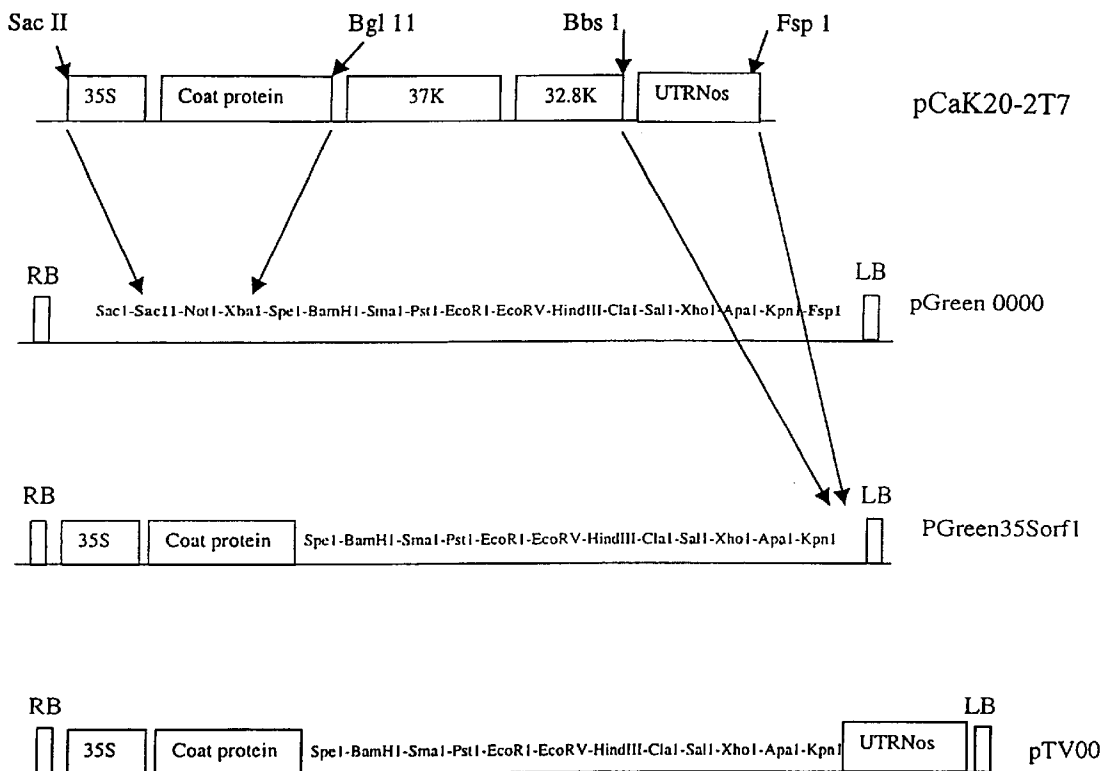 Sac II Bgl 11 Bbs 1 Fsp 1
35S Coat protein 37K 32.8K UTRNos pCaK20-2T7
RB LB
Sac1-Sac11-Not1-Xba1-Spe1-BamH1-Sma1-Pst1-EcoR1-EcoRV-HindIII-Cla1-Sal1-Xho1-Apa1-Kpn1-Fsp1 pGreen 0000
RB LB
35S Coat protein Spe1-BamH1-Sma1-Pst1-EcoR1-EcoRV-HindIII-Cla1-Sal1-Xho1-Apa1-Kpn1 PGreen35Sorf1
RB LB
35S Coat protein Spe1-BamH1-Sma1-Pst1-EcoR1-EcoRV-HindIII-Cla1-Sal1-Xho1-Apa1-Kpn1 UTRNos pTV00